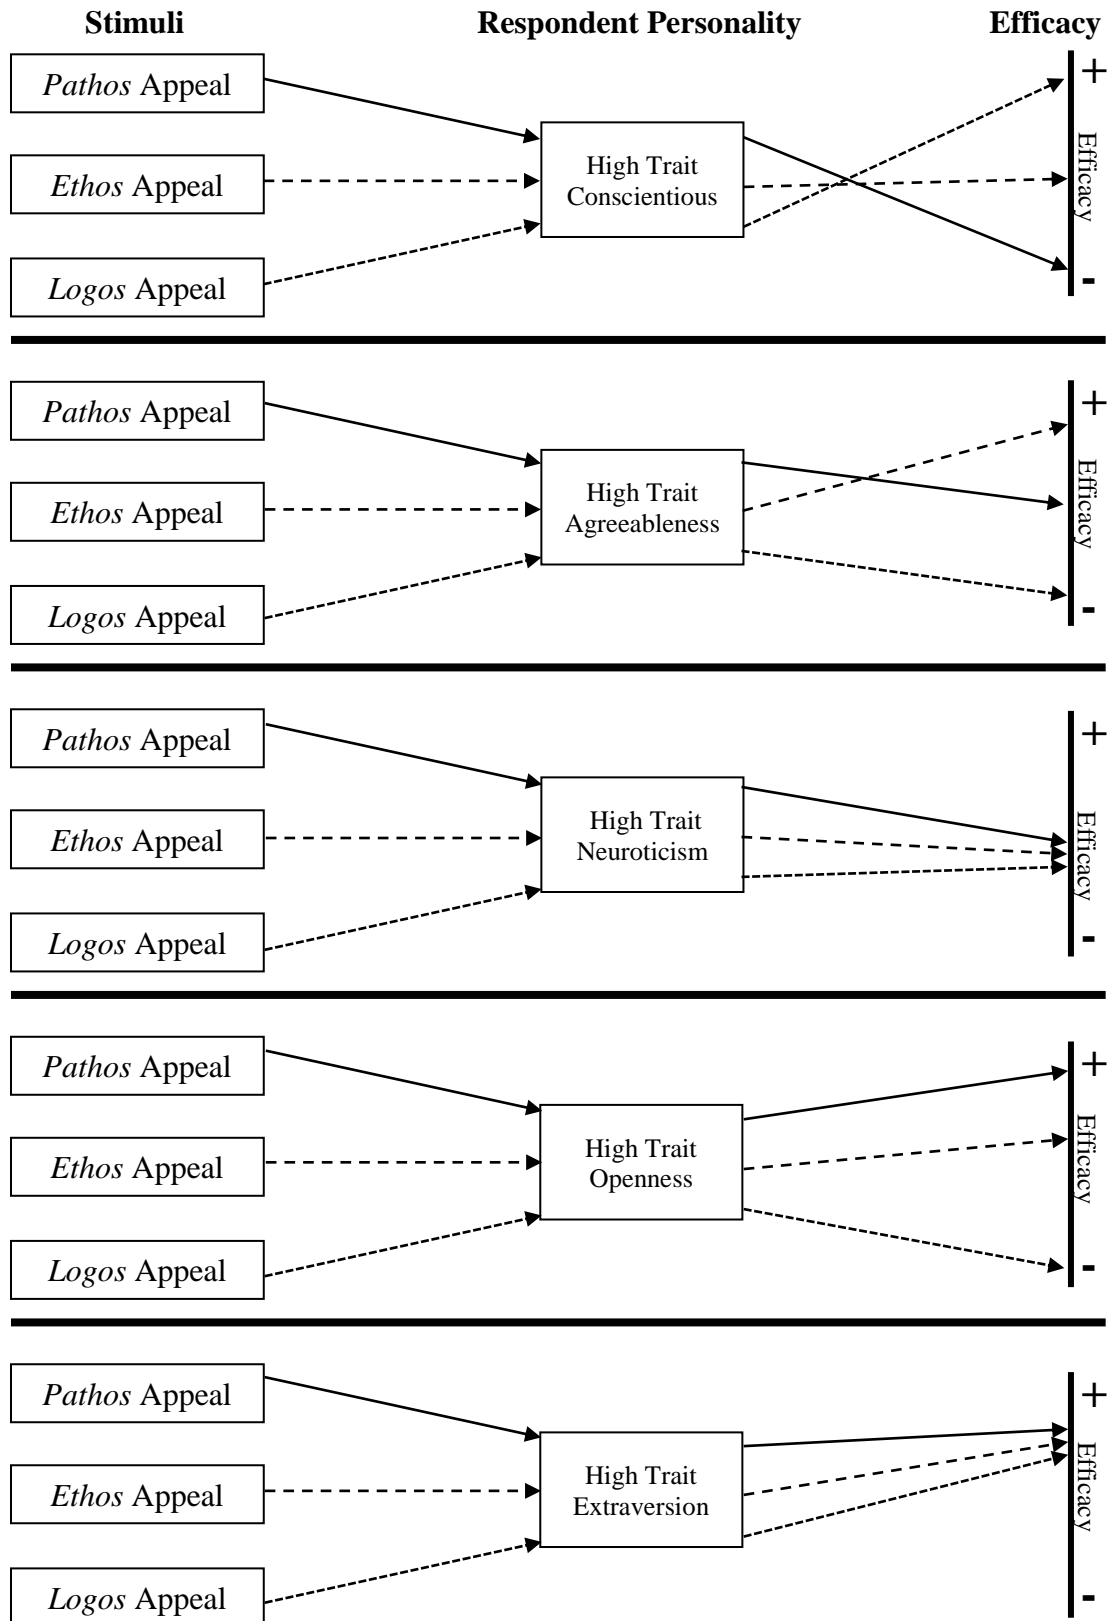 Stimuli Respondent Personality Efficacy
Pathos Appeal
Ethos Appeal
Logos Appeal
High Trait
Conscientious
+
Efficacy
-
Pathos Appeal
Ethos Appeal
Logos Appeal
High Trait
Agreeableness
+
Efficacy
-
Pathos Appeal
Ethos Appeal
Logos Appeal
High Trait
Neuroticism
+
Efficacy
-
Pathos Appeal
Ethos Appeal
Logos Appeal
High Trait
Openness
+
Efficacy
-
Pathos Appeal
Ethos Appeal
Logos Appeal
High Trait
Extraversion
+
Efficacy
-